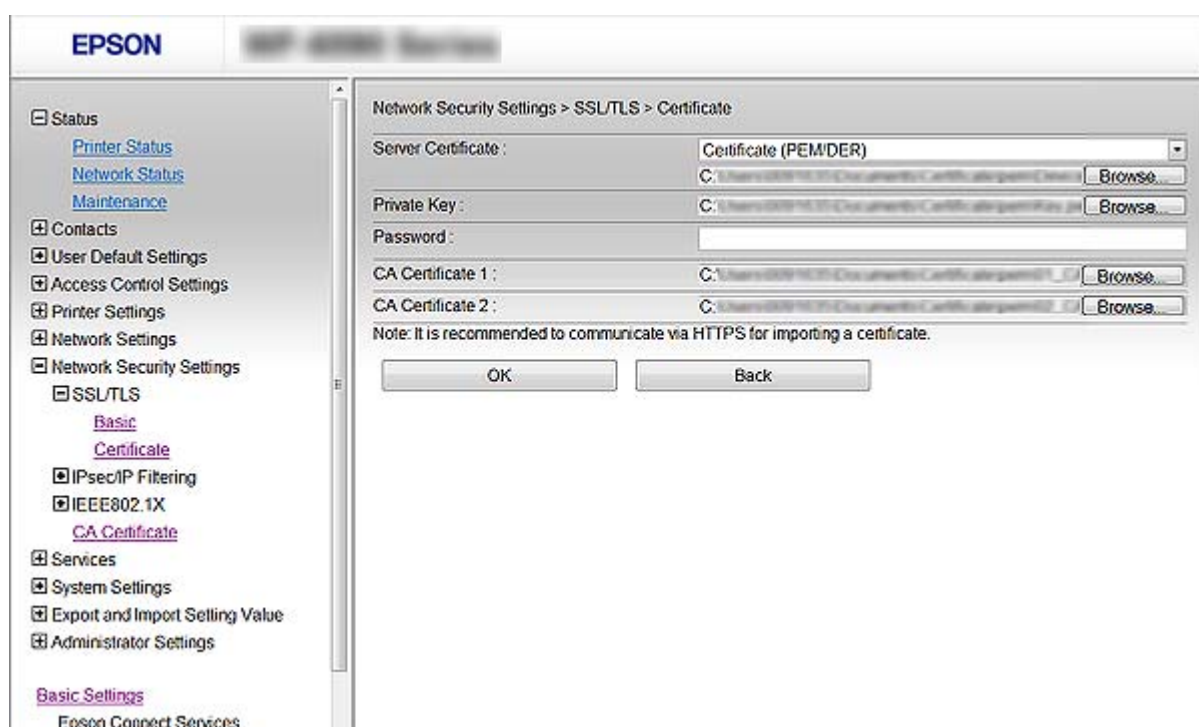 EPSON
Status
Printer Status
Network Status
Maintenance
Contacts
User Default Settings
Access Control Settings
Printer Settings
Network Settings
Network Security Settings
SSL/TLS
Basic
Certificate
IPsec/IP Filtering
IEEE802.1X
CA Certificate
Services
System Settings
Export and Import Setting Value
Administrator Settings
Basic Settings
Epson Connect Services
Network Security Settings > SSL/TLS > Certificate
Server Certificate : Certificate (PEM/DER)
C: Browse...
Private Key : C: Browse...
Password :
CA Certificate 1 : C: Browse...
CA Certificate 2 : C: Browse...
Note: It is recommended to communicate via HTTPS for importing a certificate.
OK Back